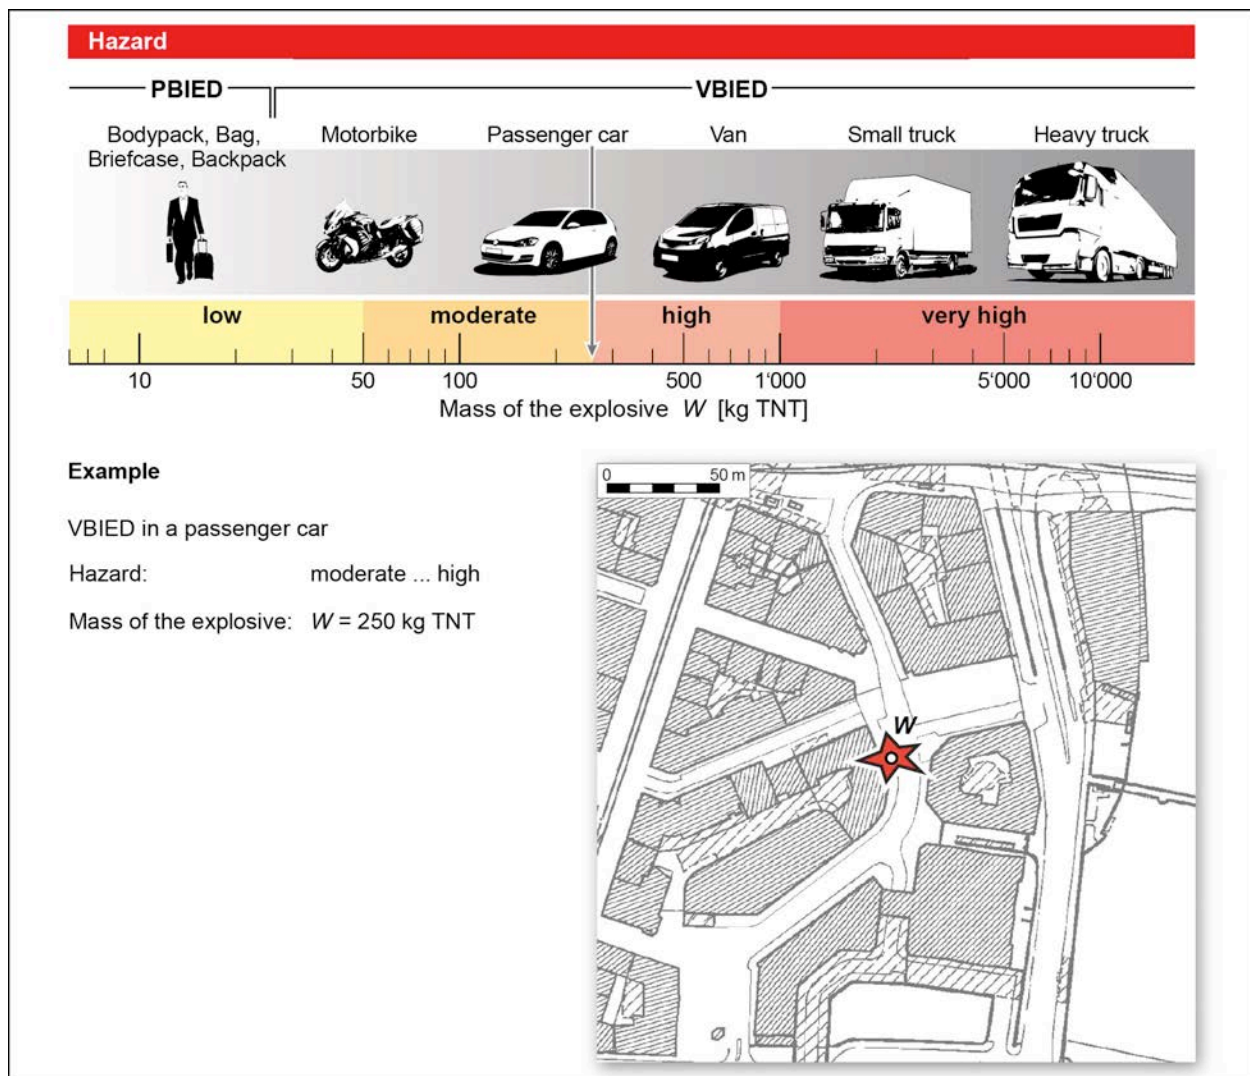 Hazard
PBIED
VBIED
Bodypack, Bag,
Briefcase, Backpack
Motorbike
Passenger car
Van
Small truck
Heavy truck
low
moderate
high
very high
10
50
100
500
1'000
5'000
10'000
Mass of the explosive W [kg TNT]
Example
VBIED in a passenger car
Hazard: moderate ... high
Mass of the explosive: W = 250 kg TNT
0 50 m
W